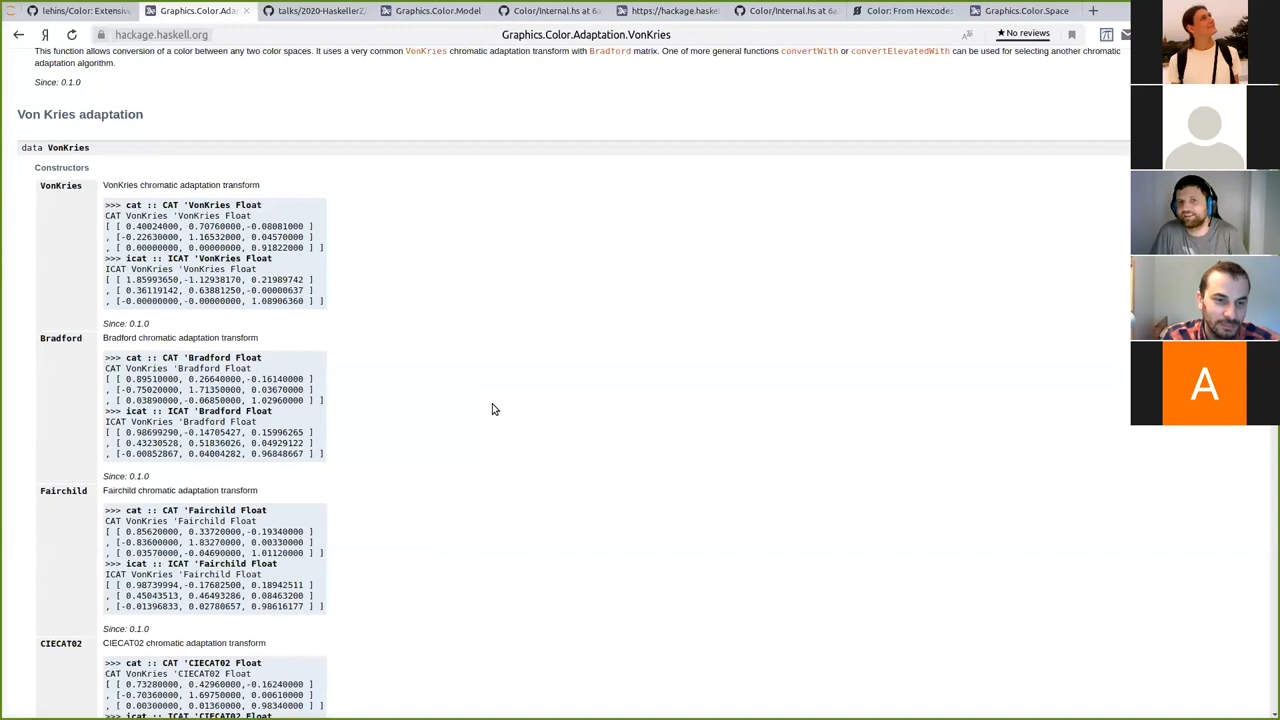 lehins/Color: Extensiv
Graphics.Color.Ada
talks/2020-HaskellerZ
Graphics.Color.Model
Color/Internal.hs at 6a
https://hackage.haske
Color/Internal.hs at 6a
Color: From Hexcodes
Graphics.Color.Space
Я
hackage.haskell.org
Graphics.Color.Adaptation.VonKries
★ No reviews
This function allows conversion of a color between any two color spaces. It uses a very common VonKries chromatic adaptation transform with Bradford matrix. One of more general functions convertWith or convertElevatedWith can be used for selecting another chromatic
adaptation algorithm.
Since: 0.1.0
Von Kries adaptation
data VonKries
Constructors
VonKries VonKries chromatic adaptation transform
>>> cat :: CAT 'VonKries Float
CAT VonKries 'VonKries Float
[ [ 0.40024000, 0.70760000,-0.08081000 ]
, [-0.22630000, 1.16532000, 0.04570000 ]
, [ 0.00000000, 0.00000000, 0.91822000 ] ]
>>> icat :: ICAT 'VonKries Float
ICAT VonKries 'VonKries Float
[ [ 1.85993650,-1.12938170, 0.21989742 ]
, [ 0.36119142, 0.63881250,-0.00000637 ]
, [-0.00000000,-0.00000000, 1.08906360 ] ]
Since: 0.1.0
Bradford Bradford chromatic adaptation transform
>>> cat :: CAT 'Bradford Float
CAT VonKries 'Bradford Float
[ [ 0.89510000, 0.26640000,-0.16140000 ]
, [-0.75020000, 1.71350000, 0.03670000 ]
, [ 0.03890000,-0.06850000, 1.02960000 ] ]
>>> icat :: ICAT 'Bradford Float
ICAT VonKries 'Bradford Float
[ [ 0.98699290,-0.14705427, 0.15996265 ]
, [ 0.43230528, 0.51836026, 0.04929122 ]
, [-0.00852867, 0.04004282, 0.96848667 ] ]
Since: 0.1.0
Fairchild Fairchild chromatic adaptation transform
>>> cat :: CAT 'Fairchild Float
CAT VonKries 'Fairchild Float
[ [ 0.85620000, 0.33720000,-0.19340000 ]
, [-0.83600000, 1.83270000, 0.00330000 ]
, [ 0.03570000,-0.04690000, 1.01120000 ] ]
>>> icat :: ICAT 'Fairchild Float
ICAT VonKries 'Fairchild Float
[ [ 0.98739994,-0.17682500, 0.18942511 ]
, [ 0.45043513, 0.46493286, 0.08463200 ]
, [-0.01396833, 0.02780657, 0.98616177 ] ]
Since: 0.1.0
CIECAT02 CIECAT02 chromatic adaptation transform
>>> cat :: CAT 'CIECAT02 Float
CAT VonKries 'CIECAT02 Float
[ [ 0.73280000, 0.42960000,-0.16240000 ]
, [-0.70360000, 1.69750000, 0.00610000 ]
, [ 0.00300000, 0.01360000, 0.98340000 ] ]
>>> icat :: ICAT 'CIECAT02 Float
A